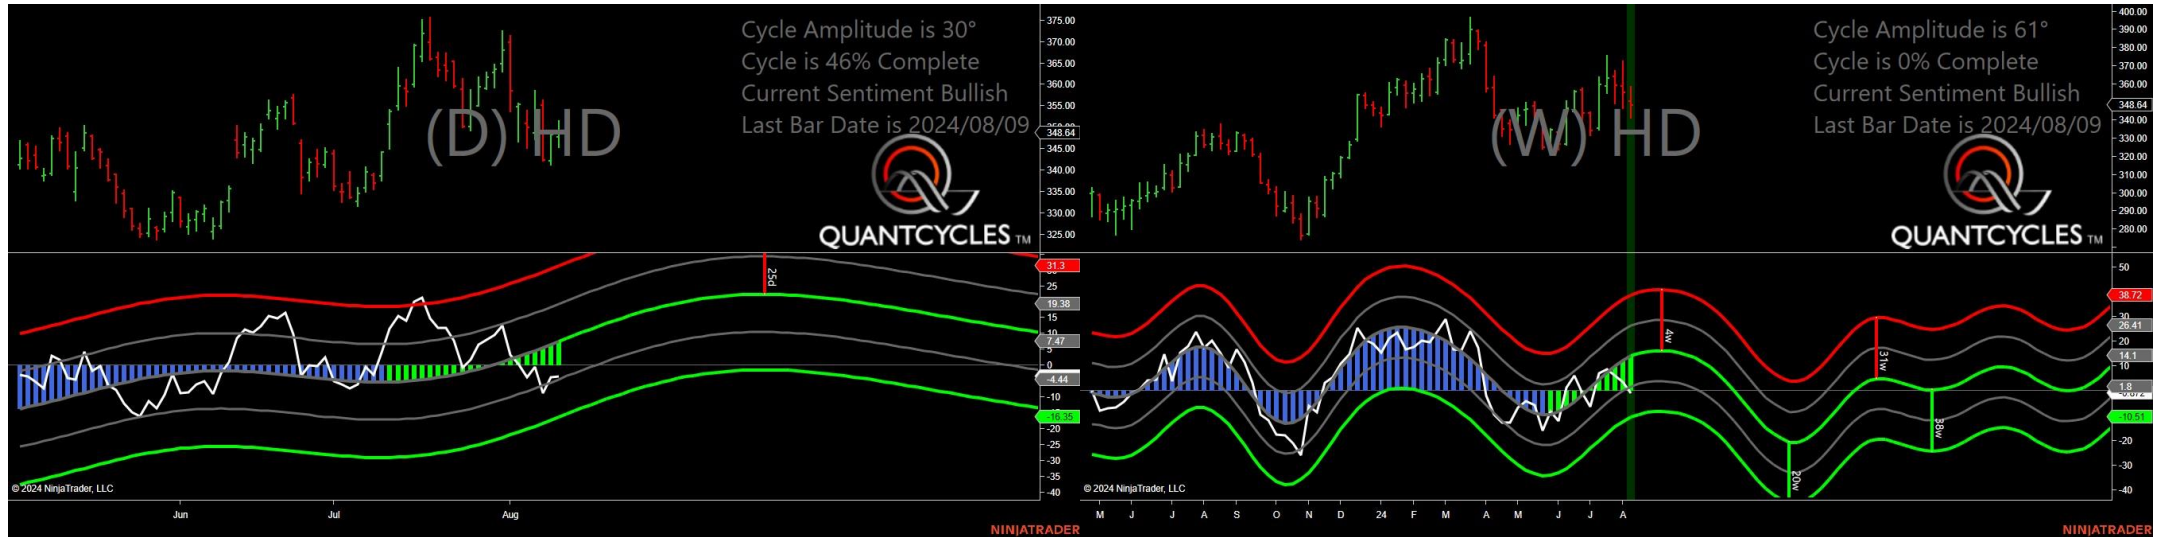 Cycle Amplitude is 30°
Cycle is 46% Complete
Current Sentiment Bullish
Last Bar Date is 2024/08/09
(D) HD
QUANTCYCLES TM
375.00
370.00
365.00
360.00
355.00
348.64
345.00
340.00
335.00
330.00
325.00
25d
31.3
25
19.38
15
10
7.47
5
0
-4.44
-10
-16.35
-20
-25
-30
-35
-40
© 2024 NinjaTrader, LLC
Jun
Jul
Aug
NINJATRADER
Cycle Amplitude is 61°
Cycle is 0% Complete
Current Sentiment Bullish
Last Bar Date is 2024/08/09
(W) HD
QUANTCYCLES TM
400.00
390.00
380.00
370.00
360.00
348.64
340.00
330.00
320.00
310.00
300.00
290.00
280.00
4w
20w
31w
38w
50
38.72
30
26.41
20
14.1
10
1.8
-10.51
-20
-30
-40
© 2024 NinjaTrader, LLC
M J J A S O N D 24 F M A M J J A
NINJATRADER